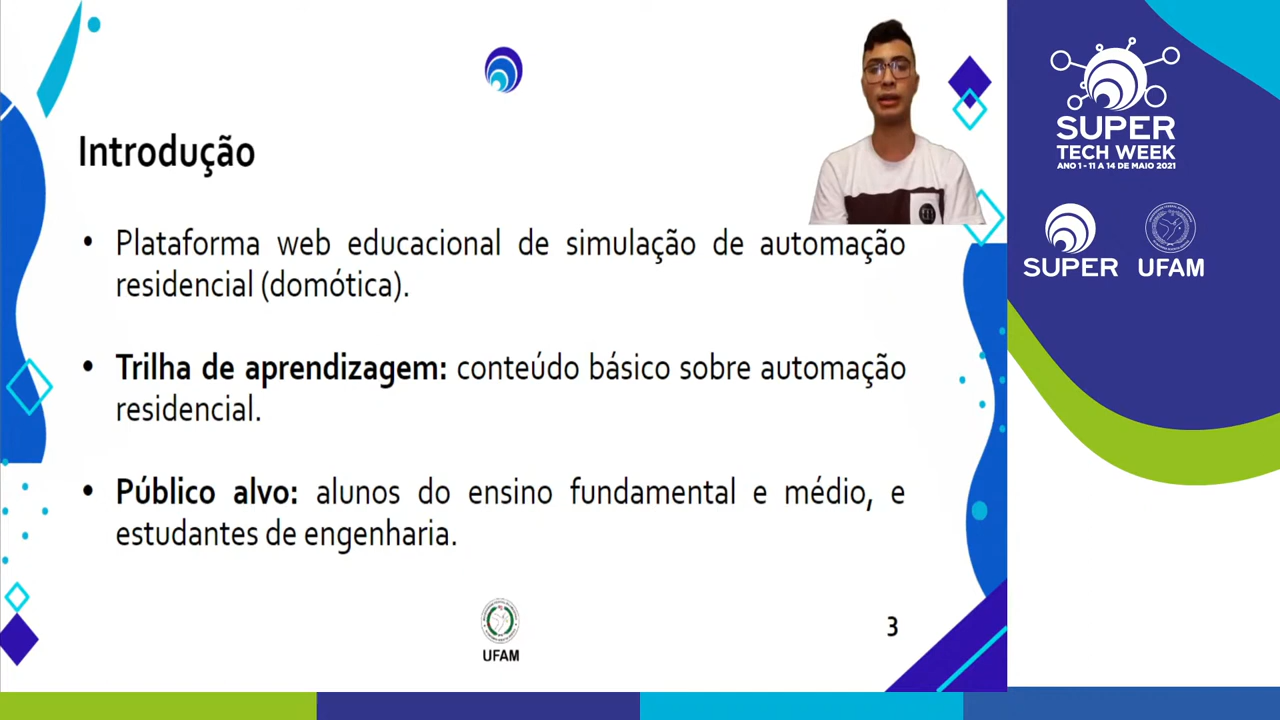 Introdução
• Plataforma web educacional de simulação de automação
residencial (domótica).
• Trilha de aprendizagem: conteúdo básico sobre automação
residencial.
• Público alvo: alunos do ensino fundamental e médio, e
estudantes de engenharia.
UFAM
3
SUPER
TECH WEEK
ANO 1 - 11 A 14 DE MAIO 2021
SUPER
UFAM